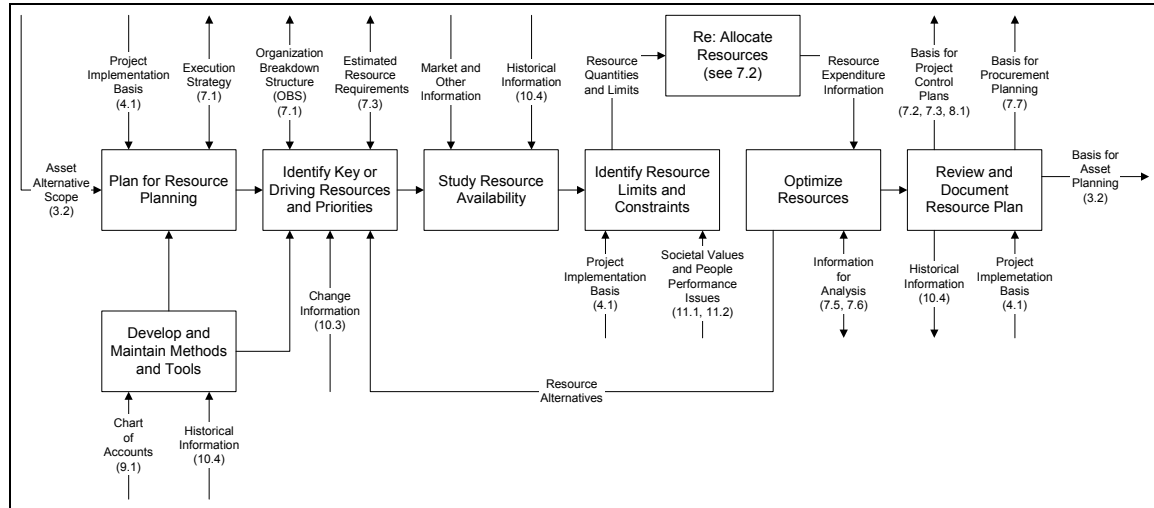 Project
Implementation
Basis
(4.1)
Execution
Strategy
(7.1)
Organization
Breakdown
Structure
(OBS)
(7.1)
Estimated
Resource
Requirements
(7.3)
Market and
Other
Information
Historical
Information
(10.4)
Resource
Quantities
and Limits
Re: Allocate
Resources
(see 7.2)
Resource
Expenditure
Information
Basis for
Project
Control
Plans
(7.2, 7.3, 8.1)
Basis for
Procurement
Planning
(7.7)
Asset
Alternative
Scope
(3.2)
Plan for Resource
Planning
Identify Key or
Driving Resources
and Priorities
Study Resource
Availability
Identify Resource
Limits and
Constraints
Optimize
Resources
Review and
Document
Resource Plan
Basis for
Asset
Planning
(3.2)
Develop and
Maintain Methods
and Tools
Change
Information
(10.3)
Project
Implementation
Basis
(4.1)
Societal Values
and People
Performance
Issues
(11.1, 11.2)
Information
for
Analysis
(7.5, 7.6)
Historical
Information
(10.4)
Project
Implemetation
Basis
(4.1)
Resource
Alternatives
Chart
of
Accounts
(9.1)
Historical
Information
(10.4)